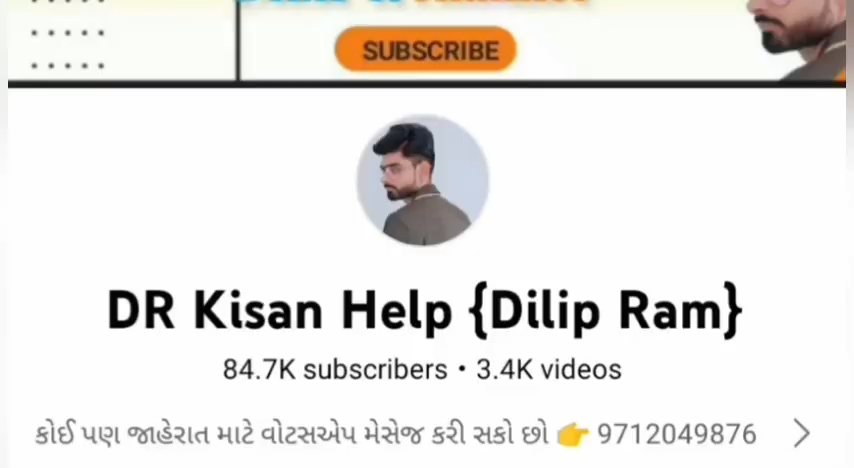 SUBSCRIBE
DR Kisan Help {Dilip Ram}
84.7K subscribers • 3.4K videos
કોઈ પણ જાહેરાત માટે વોટસએપ મેસેજ કરી સકો છો 👉 9712049876